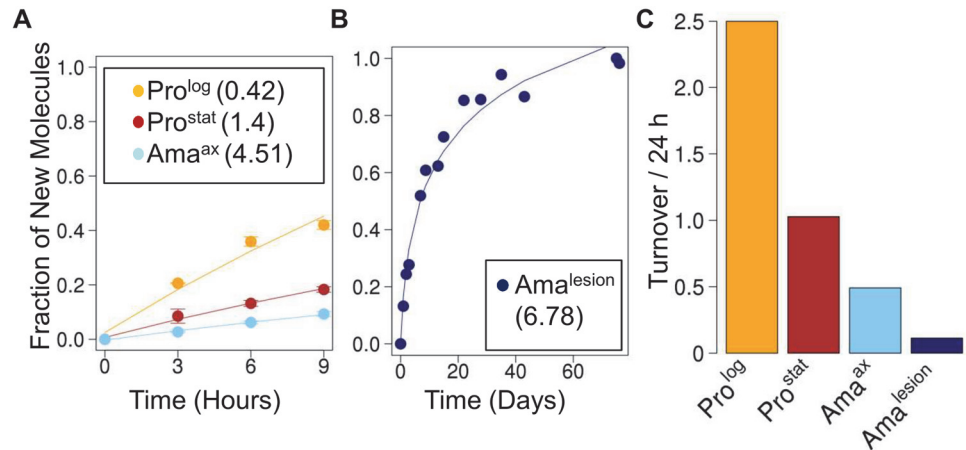 A
Fraction of New Molecules
1.0
0.8
0.6
0.4
0.2
0.0
Pro^log (0.42)
Pro^stat (1.4)
Ama^ax (4.51)
0 3 6 9
Time (Hours)
B
1.0
0.8
0.6
0.4
0.2
0.0
Ama^lesion
(6.78)
0 20 40 60
Time (Days)
C
Turnover / 24 h
2.5
2.0
1.5
1.0
0.5
0
Pro^log
Pro^stat
Ama^ax
Ama^lesion